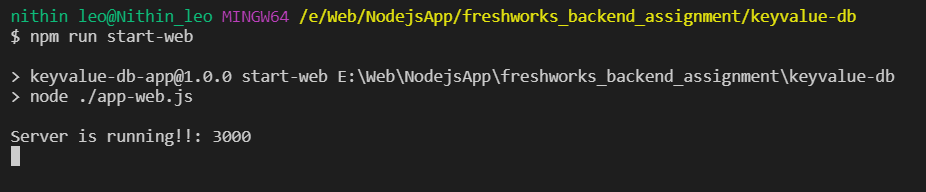 nithin leo@Nithin_leo MINGW64 /e/Web/NodejsApp/freshworks_backend_assignment/keyvalue-db
$ npm run start-web
> keyvalue-db-app@1.0.0 start-web E:\Web\NodejsApp\freshworks_backend_assignment\keyvalue-db
> node ./app-web.js
Server is running!!: 3000